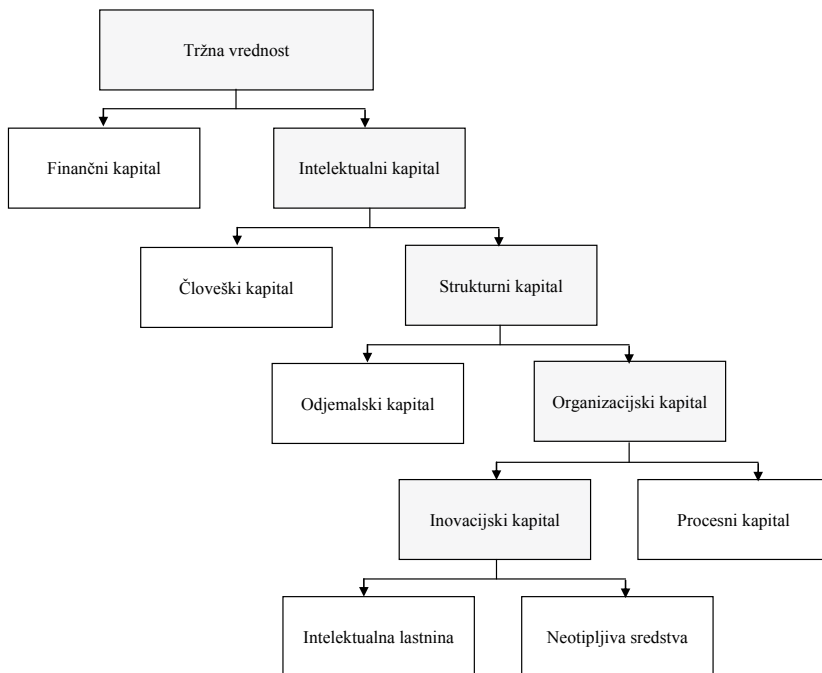 Tržna vrednost
Finančni kapital
Intelektualni kapital
Človeški kapital
Strukturni kapital
Odjemalski kapital
Organizacijski kapital
Inovacijski kapital
Procesni kapital
Intelektualna lastnina
Neotipljiva sredstva